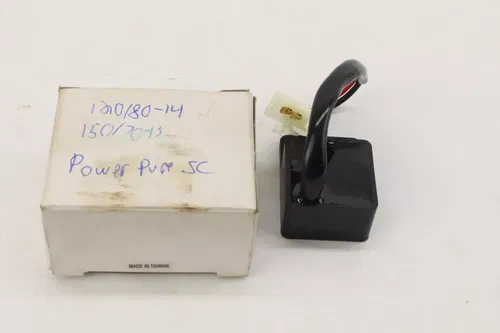 120/80-14
150/70-13
Power Pure SC
MADE IN TAIWAN